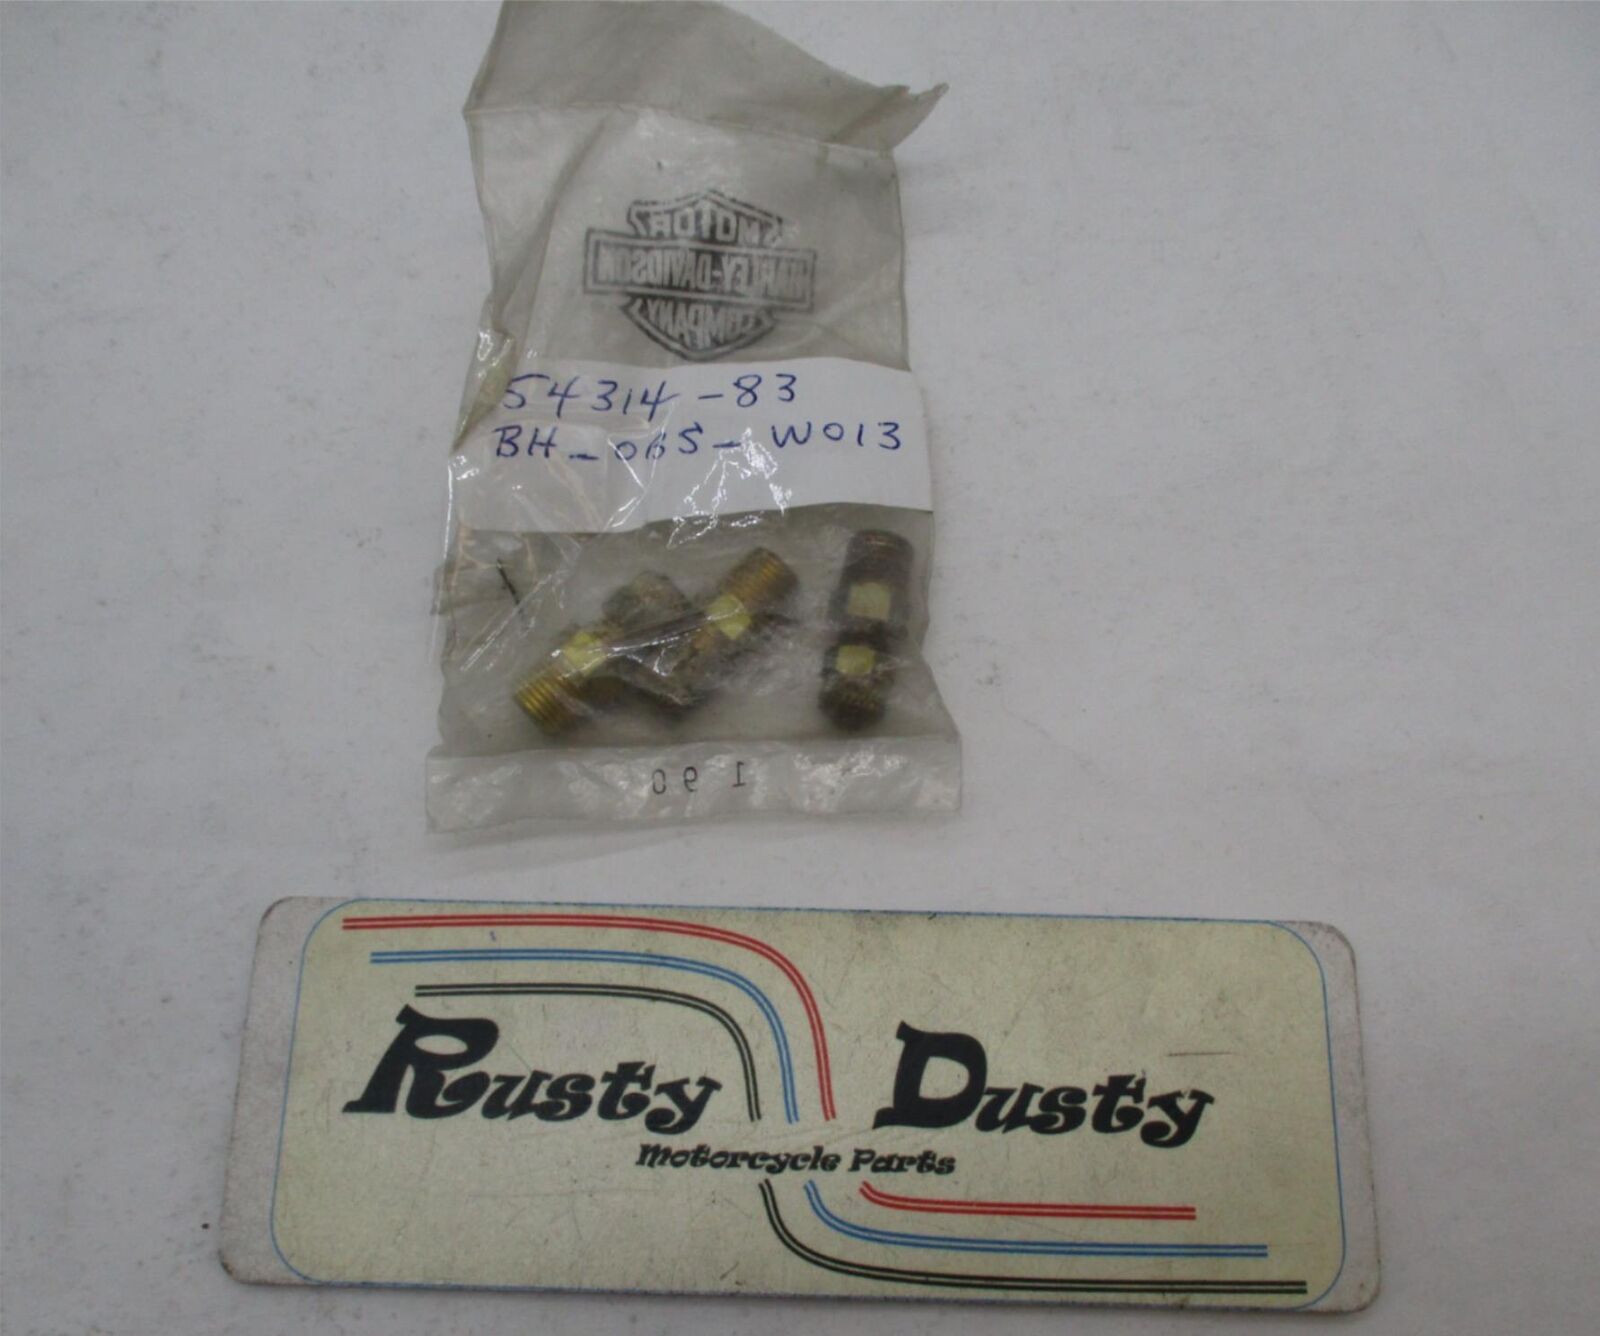 MOTOR
HARLEY-DAVIDSON
COMPANY
54314-83
BH-065-W013
1 90
Rusty Dusty
Motorcycle Parts